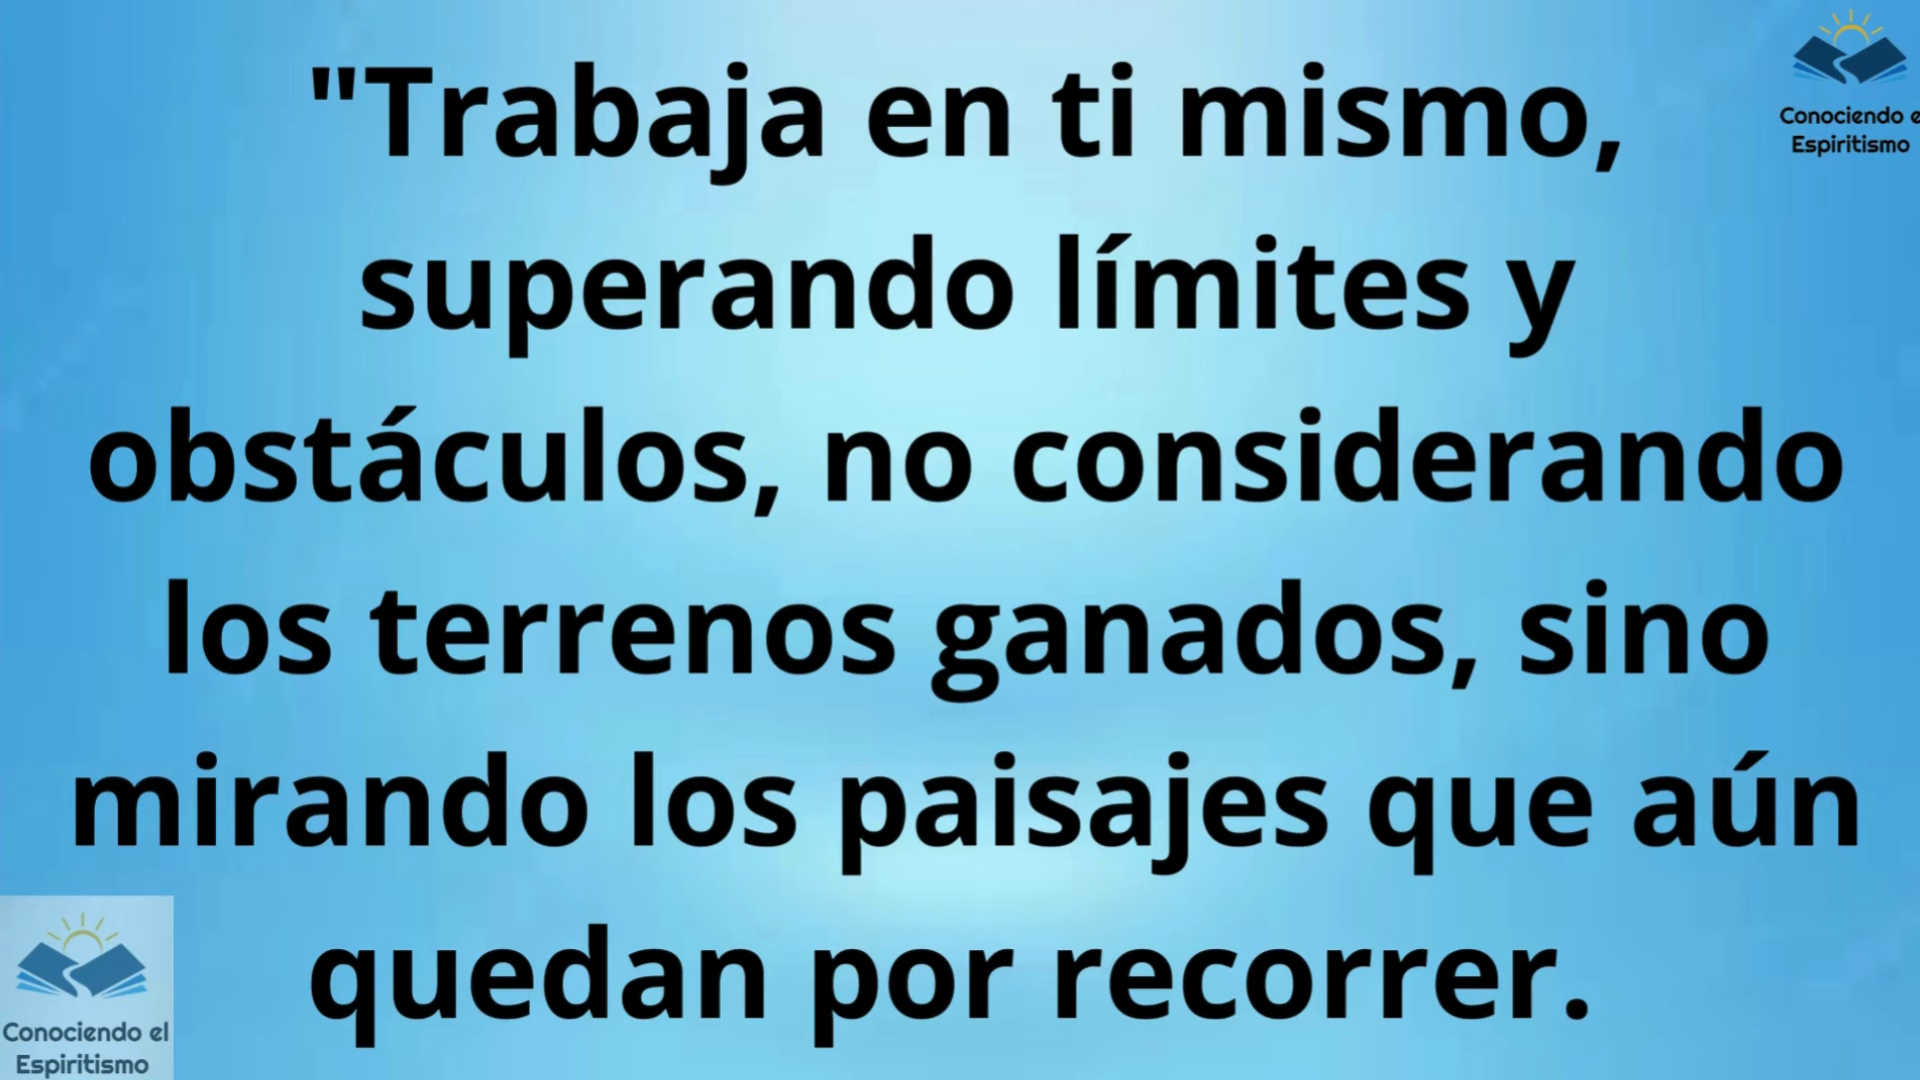 "Trabaja en ti mismo,
superando límites y
obstáculos, no considerando
los terrenos ganados, sino
mirando los paisajes que aún
quedan por recorrer.
Conociendo e
Espiritismo
Conociendo el
Espiritismo